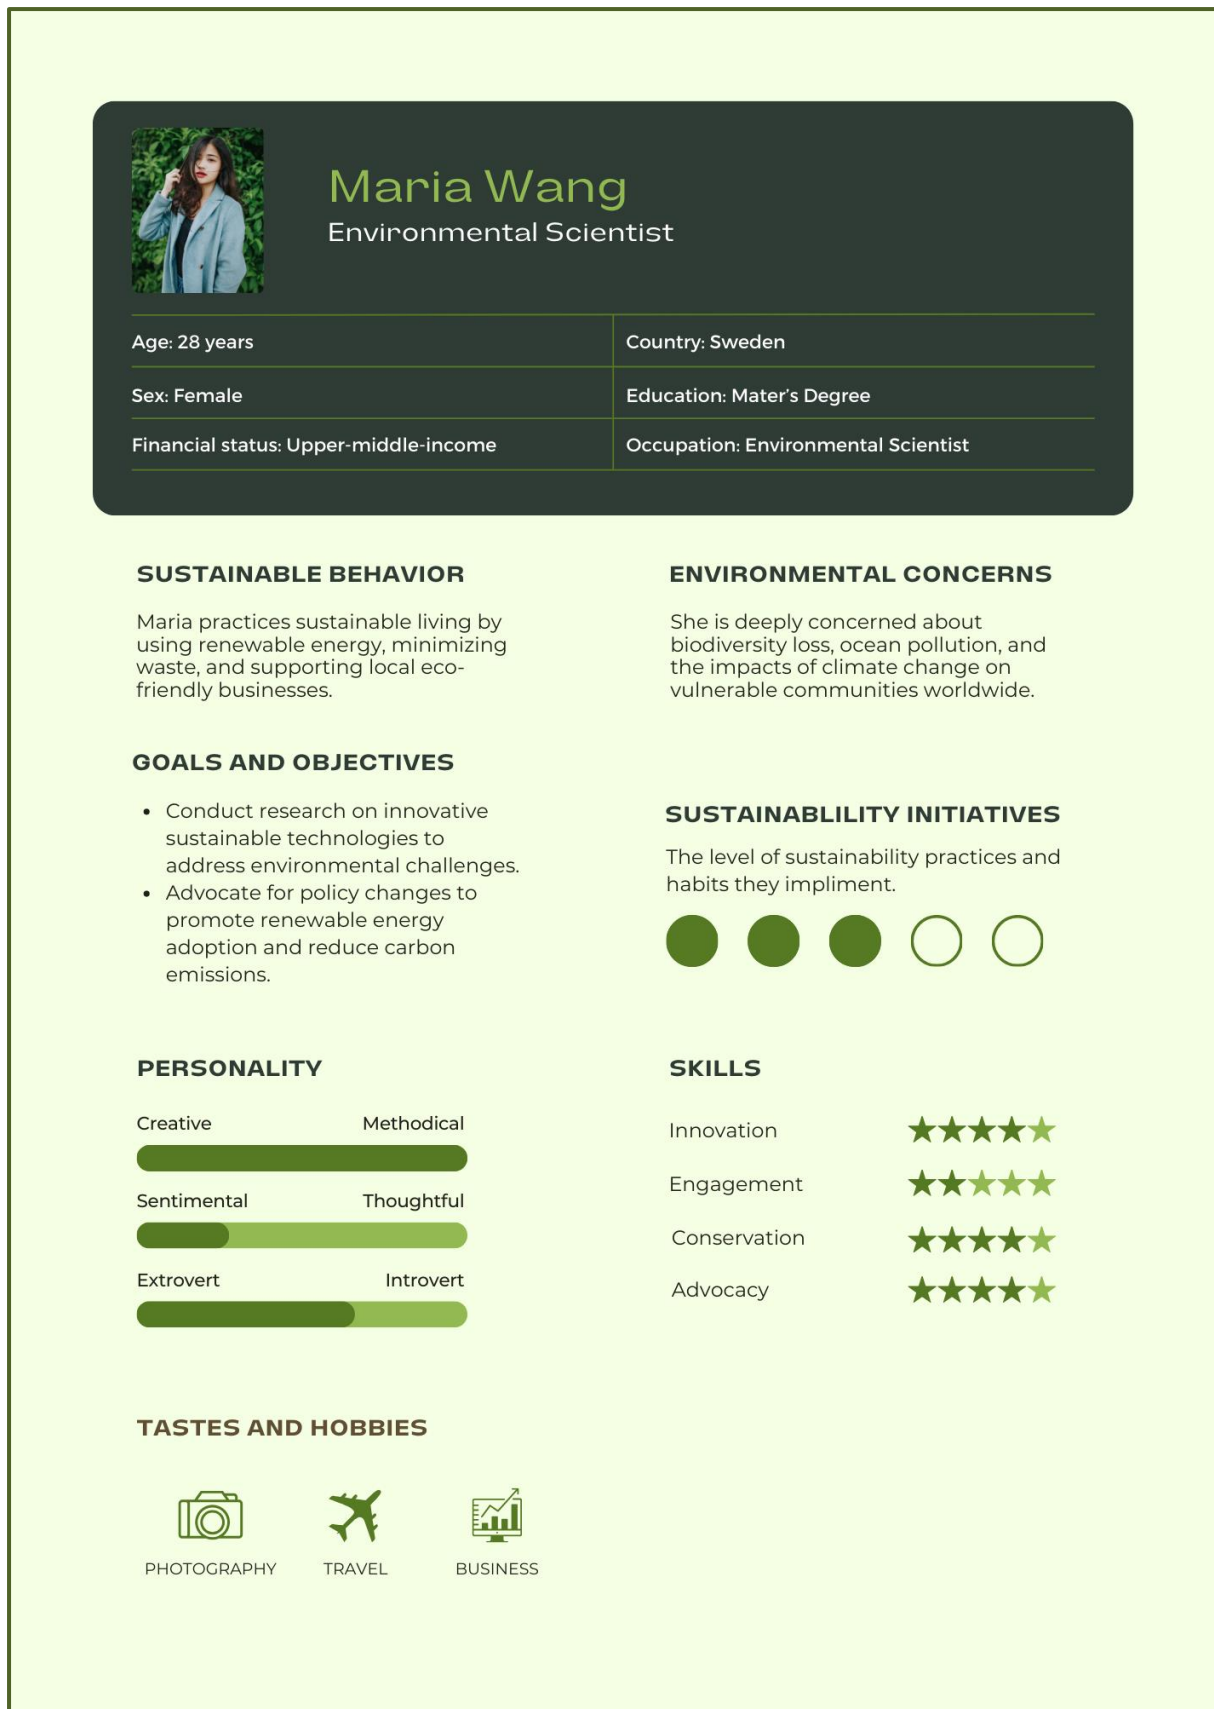 Maria Wang
Environmental Scientist
Age: 28 years
Country: Sweden
Sex: Female
Education: Mater's Degree
Financial status: Upper-middle-income
Occupation: Environmental Scientist
SUSTAINABLE BEHAVIOR
Maria practices sustainable living by
using renewable energy, minimizing
waste, and supporting local eco-
friendly businesses.
ENVIRONMENTAL CONCERNS
She is deeply concerned about
biodiversity loss, ocean pollution, and
the impacts of climate change on
vulnerable communities worldwide.
GOALS AND OBJECTIVES
• Conduct research on innovative
sustainable technologies to
address environmental challenges.
• Advocate for policy changes to
promote renewable energy
adoption and reduce carbon
emissions.
SUSTAINABLILITY INITIATIVES
The level of sustainability practices and
habits they impliment.
PERSONALITY
Creative Methodical
Sentimental Thoughtful
Extrovert Introvert
SKILLS
Innovation
Engagement
Conservation
Advocacy
TASTES AND HOBBIES
PHOTOGRAPHY
TRAVEL
BUSINESS